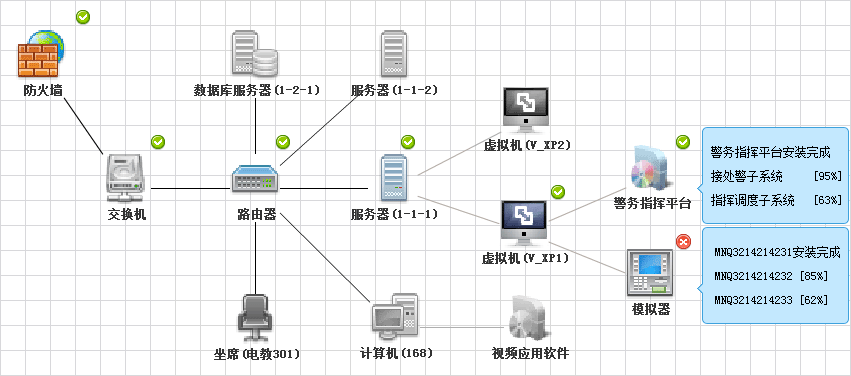 防火墙
数据库服务器(1-2-1)
服务器(1-1-2)
虚拟机(V_XP2)
警务指挥平台安装完成
接处警子系统 [95%]
指挥调度子系统 [63%]
交换机
路由器
服务器(1-1-1)
警务指挥平台
虚拟机(V_XP1)
MNQ3214214231安装完成
MNQ3214214232 [85%]
MNQ3214214233 [62%]
模拟器
坐席(电教301)
计算机(168)
视频应用软件